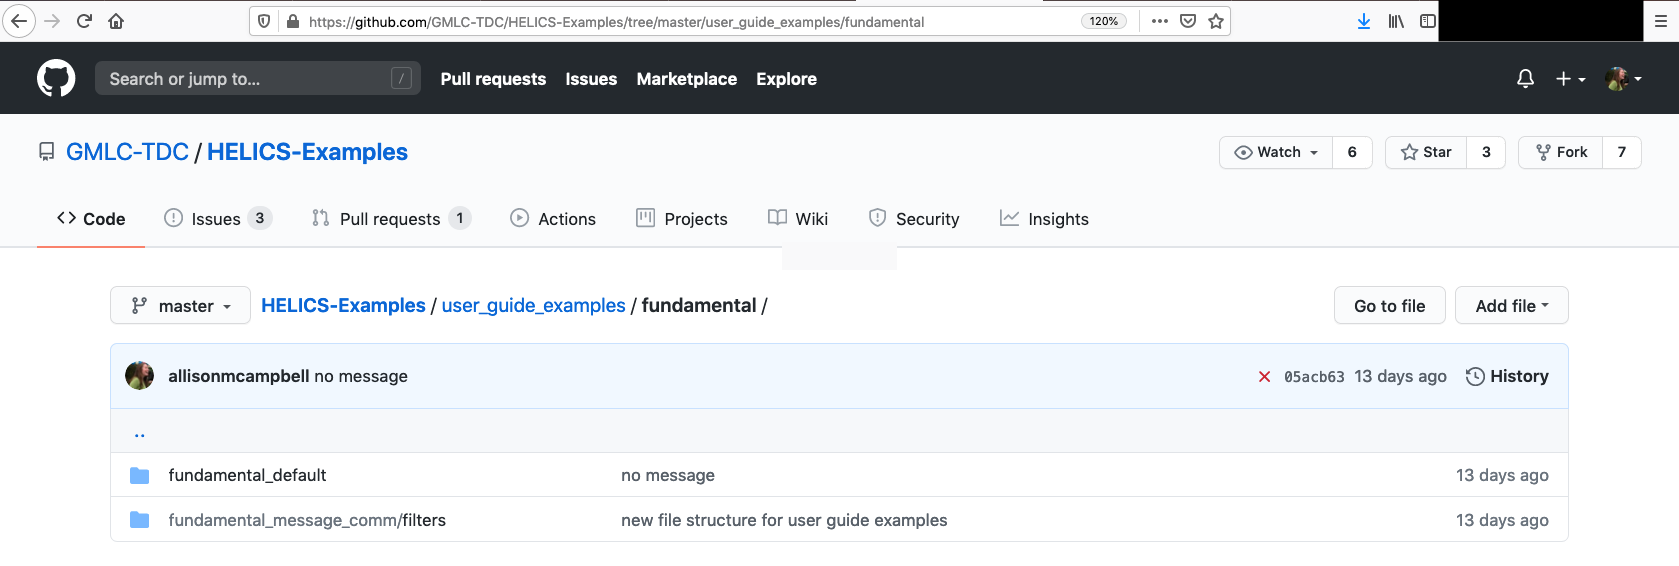 https://github.com/GMLC-TDC/HELICS-Examples/tree/master/user_guide_examples/fundamental 120%
Search or jump to... / Pull requests Issues Marketplace Explore
GMLC-TDC / HELICS-Examples Watch 6 Star 3 Fork 7
Code Issues 3 Pull requests 1 Actions Projects Wiki Security Insights
master HELICS-Examples / user_guide_examples / fundamental / Go to file Add file
allisonmcampbell no message 05acb63 13 days ago History
..
fundamental_default no message 13 days ago
fundamental_message_comm/filters new file structure for user guide examples 13 days ago